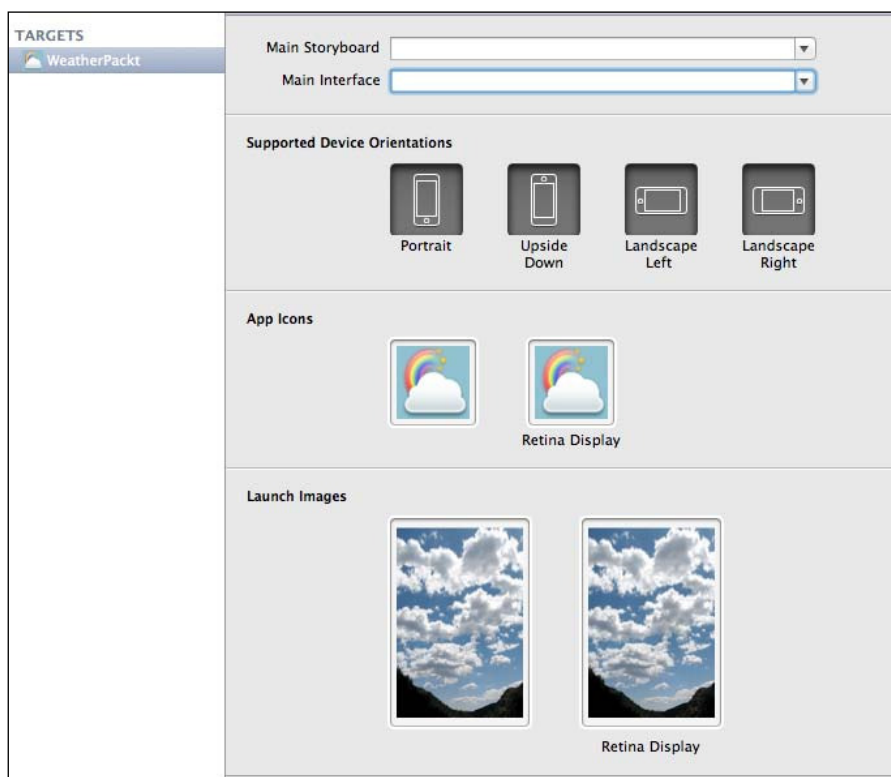 TARGETS
WeatherPackt
Main Storyboard
Main Interface
Supported Device Orientations
Portrait
Upside
Down
Landscape
Left
Landscape
Right
App Icons
Retina Display
Launch Images
Retina Display